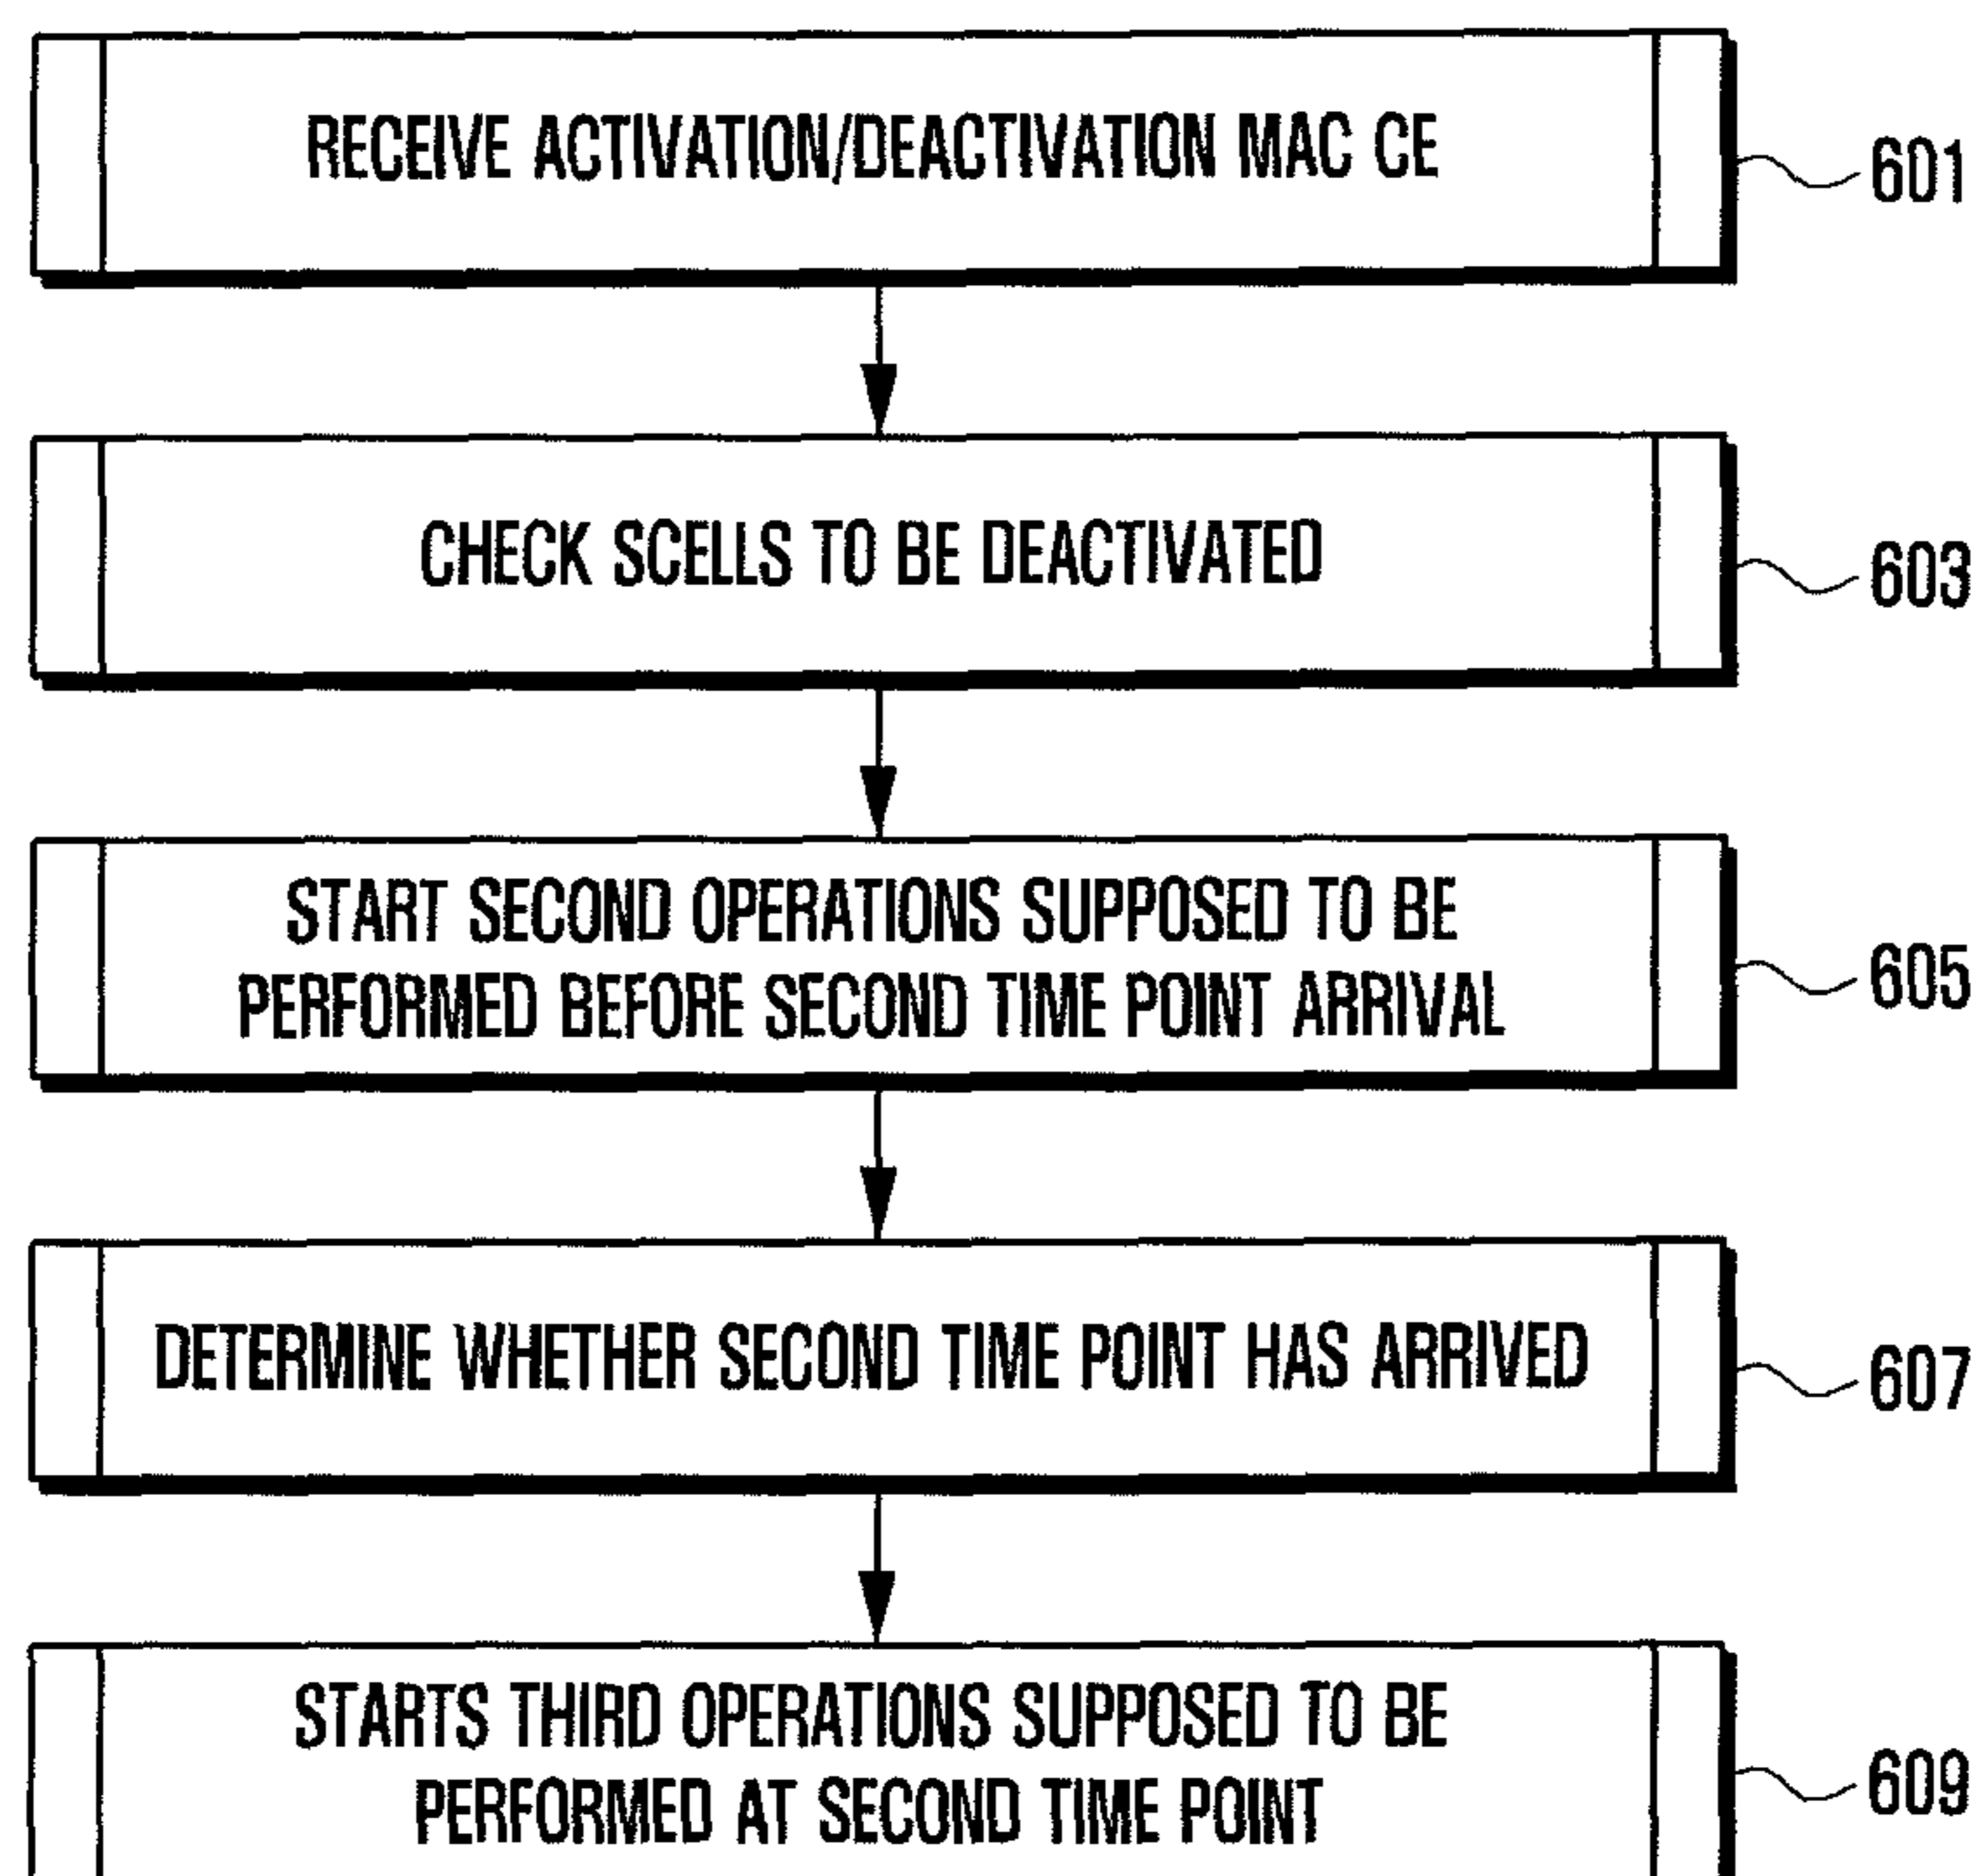 RECEIVE ACTIVATION/DEACTIVATION MAC CE
601
CHECK SCELLS TO BE DEACTIVATED
603
START SECOND OPERATIONS SUPPOSED TO BE
PERFORMED BEFORE SECOND TIME POINT ARRIVAL
605
DETERMINE WHETHER SECOND TIME POINT HAS ARRIVED
607
STARTS THIRD OPERATIONS SUPPOSED TO BE
PERFORMED AT SECOND TIME POINT
609